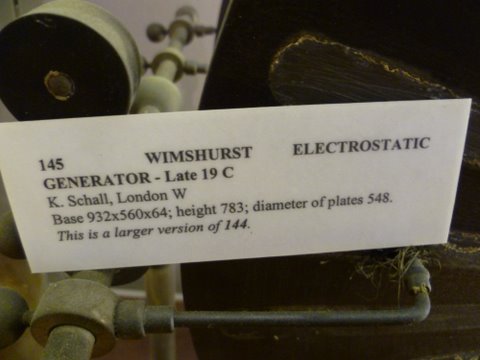 145 WIMSHURST ELECTROSTATIC
GENERATOR - Late 19 C
K. Schall, London W
Base 932x560x64; height 783; diameter of plates 548.
This is a larger version of 144.